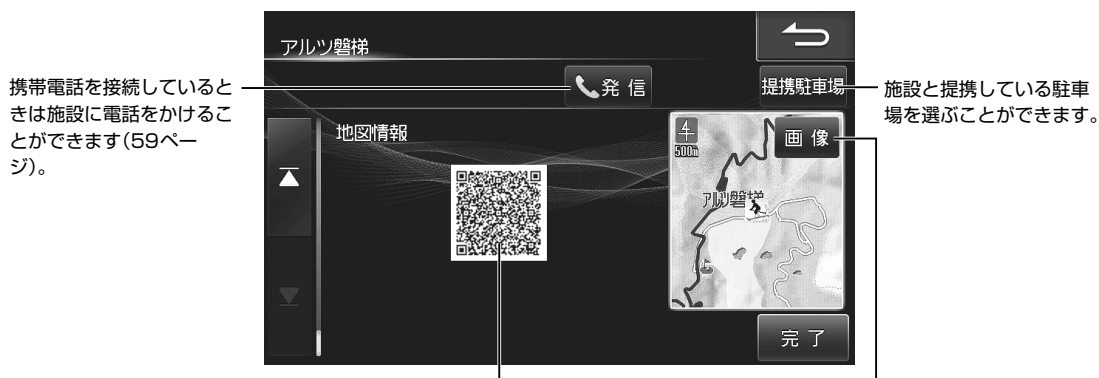 アルツ磐梯
携帯電話を接続していると
きは施設に電話をかけるこ
とができます(59ペー
ジ)。
発 信
提携駐車場
施設と提携している駐車
場を選ぶことができます。
地図情報
4
500m
画 像
アルツ磐梯
完 了